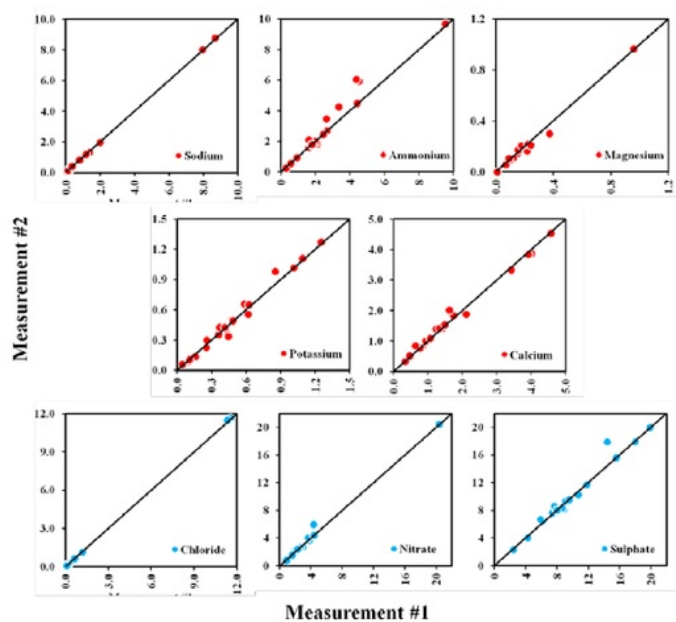 10.0
8.0
6.0
4.0
2.0
0.0
Sodium
0.0 2.0 4.0 6.0 8.0 10.0
10
8
6
4
2
0
Ammonium
0 2 4 6 8 10
1.2
0.8
0.4
0.0
Magnesium
0.0 0.4 0.8 1.2
Measurement #2
1.5
1.2
0.9
0.6
0.3
0.0
Potassium
0.0 0.3 0.6 0.9 1.2 1.5
5.0
4.0
3.0
2.0
1.0
0.0
Calcium
0.0 1.0 2.0 3.0 4.0 5.0
12.0
9.0
6.0
3.0
0.0
Chloride
0.0 3.0 6.0 9.0 12.0
20
16
12
8
4
0
Nitrate
0 4 8 12 16 20
20
16
12
8
4
0
Sulphate
0 4 8 12 16 20
Measurement #1